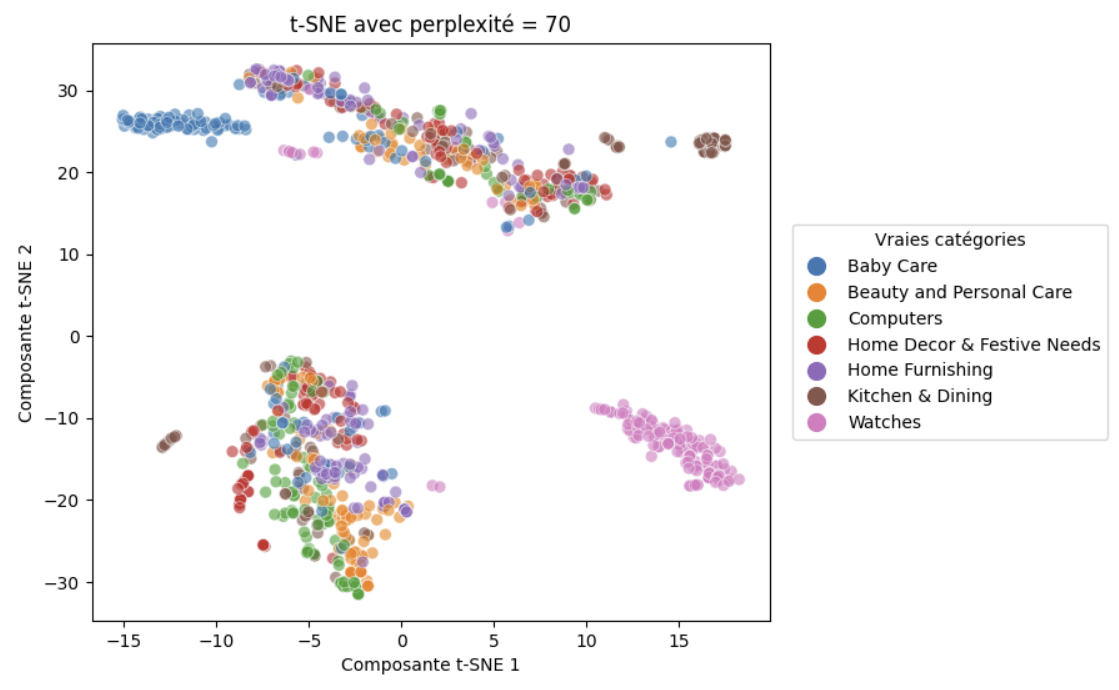 t-SNE avec perplexité = 70
30
20
10
0
−10
−20
−30
Composante t-SNE 2
−15
−10
−5
0
5
10
15
Composante t-SNE 1
Vraies catégories
Baby Care
Beauty and Personal Care
Computers
Home Decor & Festive Needs
Home Furnishing
Kitchen & Dining
Watches